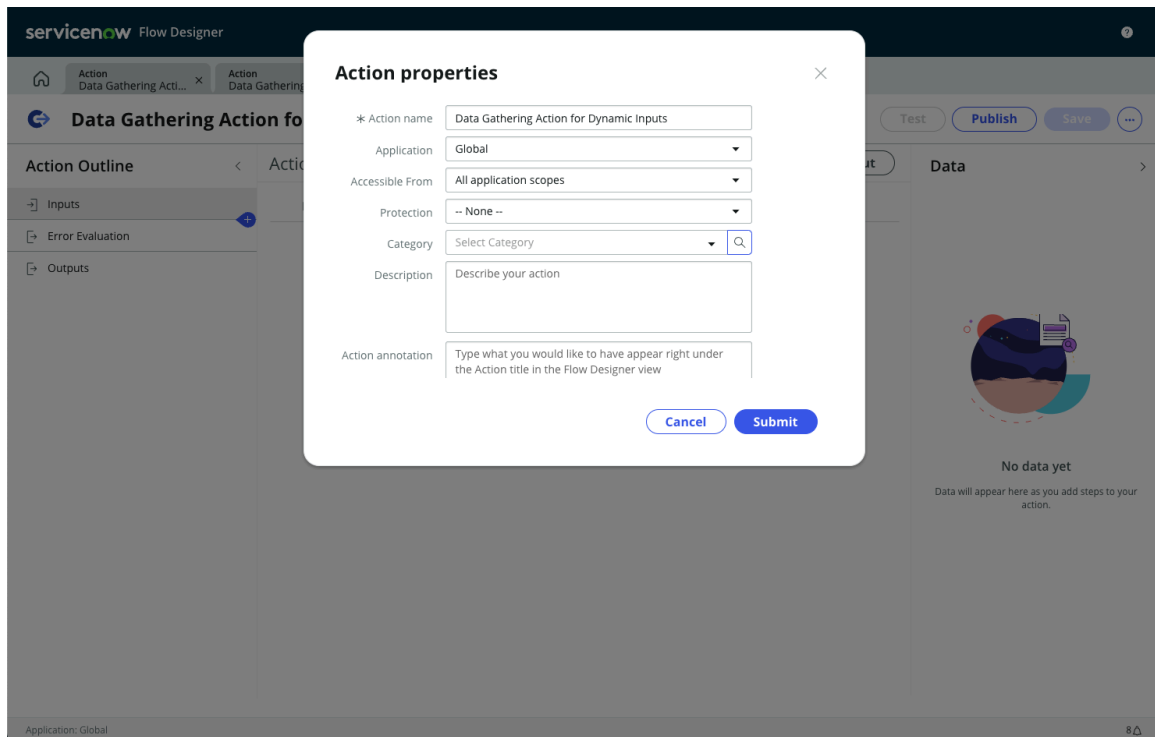 servicenow Flow Designer
Action
Data Gathering Acti...
Action
Data Gathering
Data Gathering Action fo
Test
Publish
Save
Action Outline
Inputs
Error Evaluation
Outputs
Action properties
Action name
Data Gathering Action for Dynamic Inputs
Application
Global
Accessible From
All application scopes
Protection
-- None --
Category
Select Category
Description
Describe your action
Action annotation
Type what you would like to have appear right under
the Action title in the Flow Designer view
Cancel
Submit
Data
No data yet
Data will appear here as you add steps to your
action.
Application: Global
8